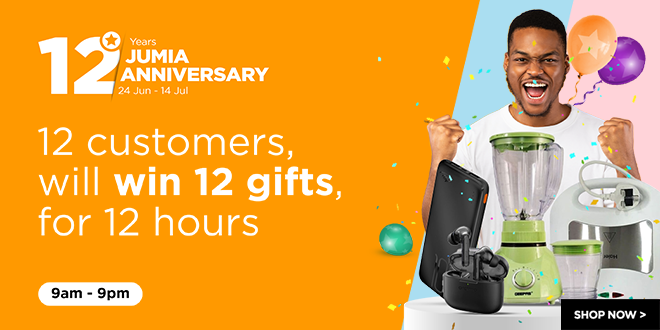 12 Years
JUMIA
ANNIVERSARY
24 Jun - 14 Jul
12 customers,
will win 12 gifts,
for 12 hours
9am - 9pm
SHOP NOW >